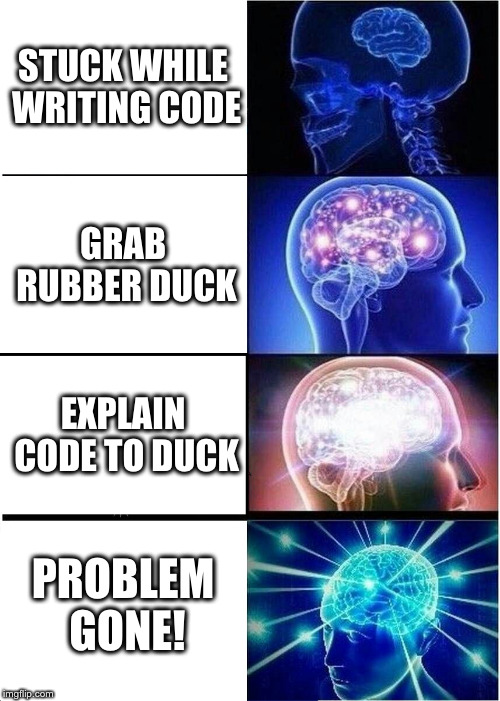 STUCK WHILE
WRITING CODE
GRAB
RUBBER DUCK
EXPLAIN
CODE TO DUCK
PROBLEM
GONE!
imgflip.com